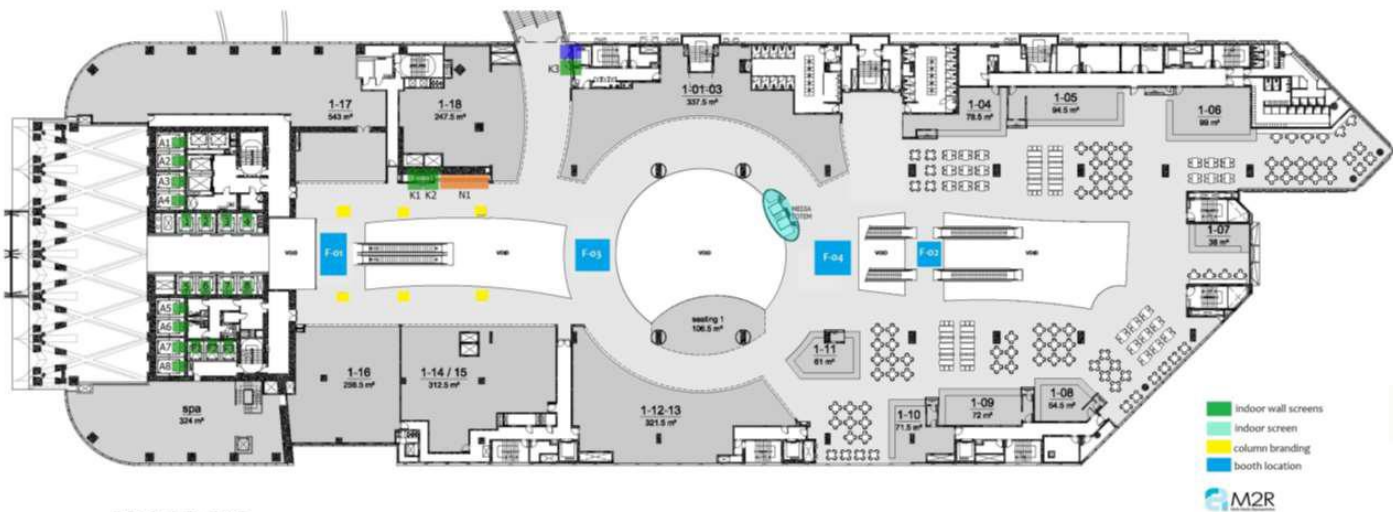 K3
1-17
543 m²
1-18
247.5 m²
1-01-03
337.5 m²
1-04
78.5 m²
1-05
94.5 m²
1-06
99 m²
A1
A2
A3
A4
K1 K2
N1
MEDIA
TOTEM
1-07
38 m²
VOID
F-01
VOID
F-03
VOID
F-04
VOID
F-02
VOID
A5
A6
A7
A8
seating 1
106.5 m²
1-11
61 m²
1-16
298.5 m²
1-14 / 15
312.5 m²
1-12-13
321.5 m²
1-10
71.5 m²
1-09
72 m²
1-08
54.5 m²
spa
324 m²
indoor wall screens
indoor screen
column branding
booth location
M2R